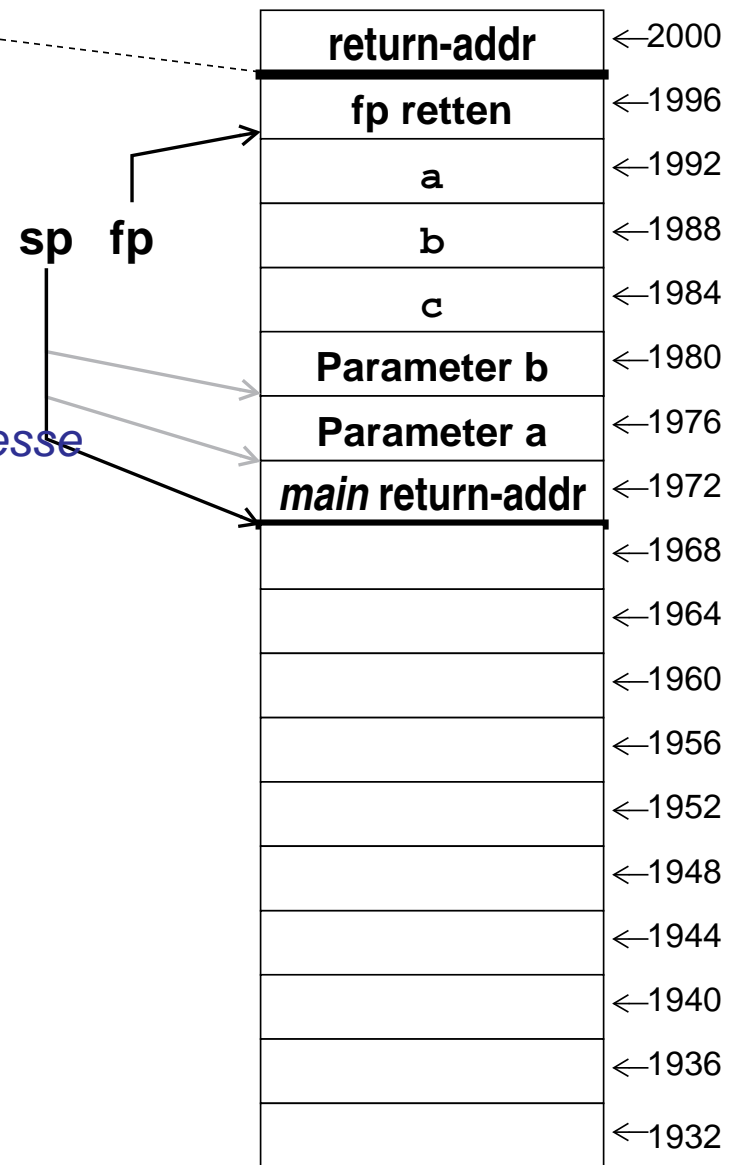 return-addr ←2000
fp retten ←1996
a ←1992
sp fp b ←1988
c ←1984
Parameter b ←1980
Parameter a ←1976
esse
main return-addr ←1972
←1968
←1964
←1960
←1956
←1952
←1948
←1944
←1940
←1936
←1932